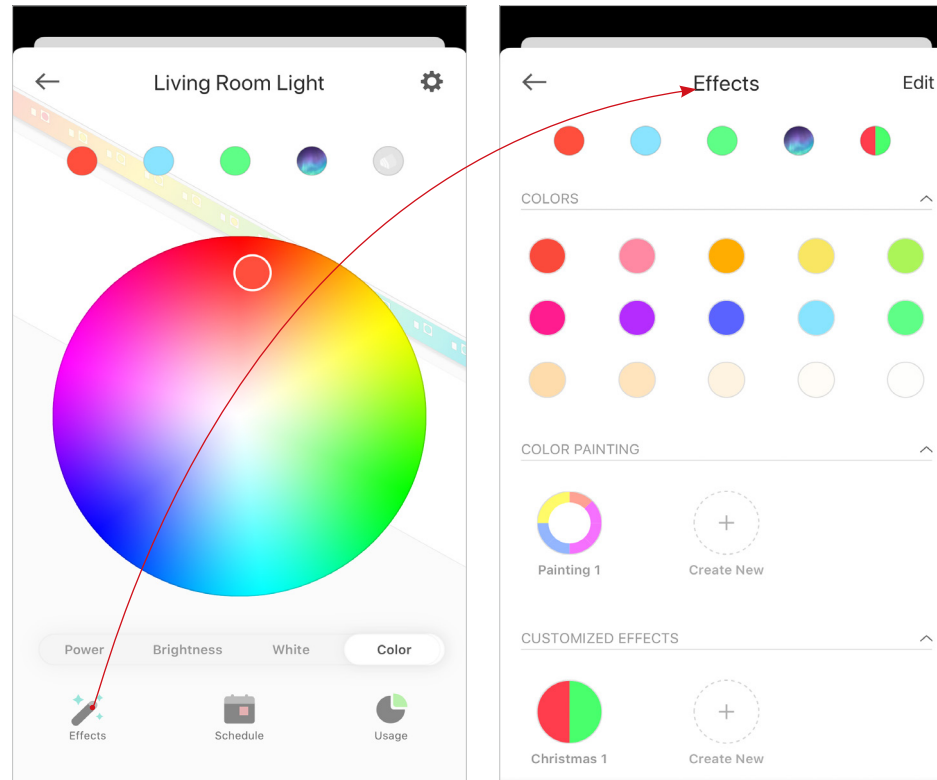 Living Room Light
Power Brightness White Color
Effects Schedule Usage
Effects Edit
COLORS
COLOR PAINTING
Painting 1 Create New
CUSTOMIZED EFFECTS
Christmas 1 Create New